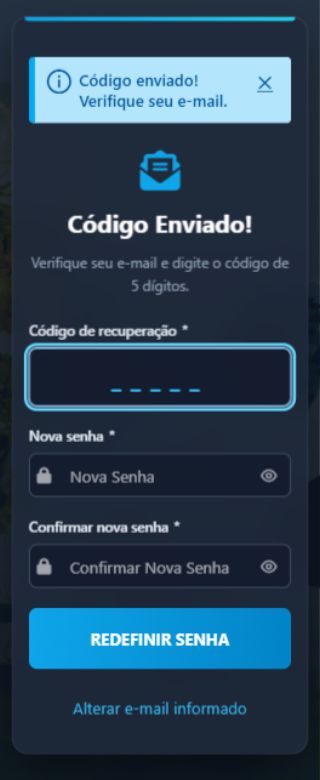 Código enviado!
Verifique seu e-mail.
Código Enviado!
Verifique seu e-mail e digite o código de
5 dígitos.
Código de recuperação *
_ _ _ _ _
Nova senha *
Nova Senha
Confirmar nova senha *
Confirmar Nova Senha
REDEFINIR SENHA
Alterar e-mail informado